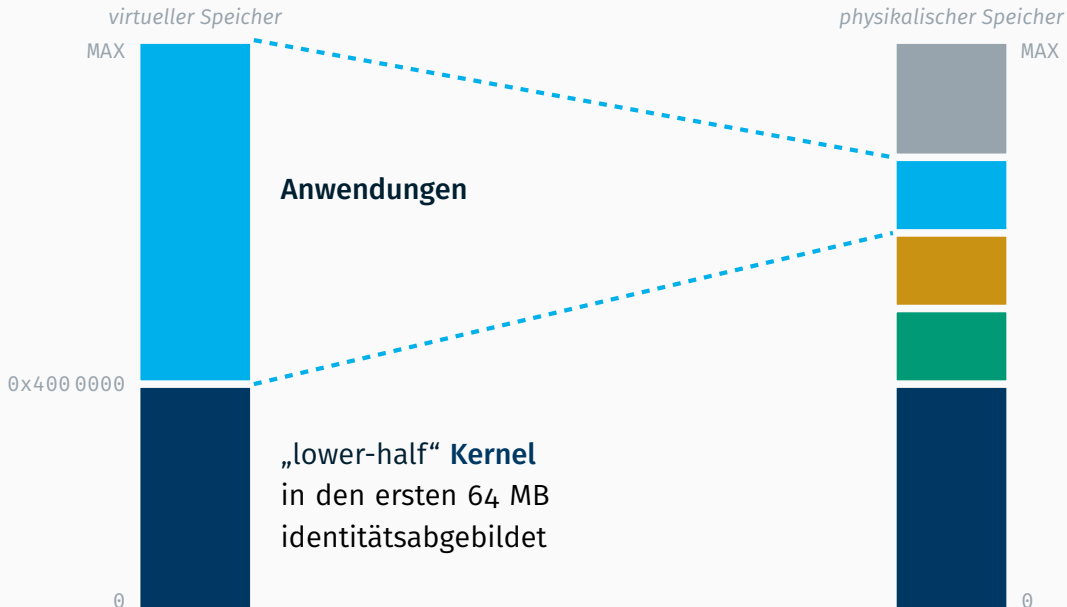 virtueller Speicher
physikalischer Speicher
MAX
MAX
Anwendungen
0x400 0000
„lower-half“ Kernel
in den ersten 64 MB
identitätsabgebildet
0
0